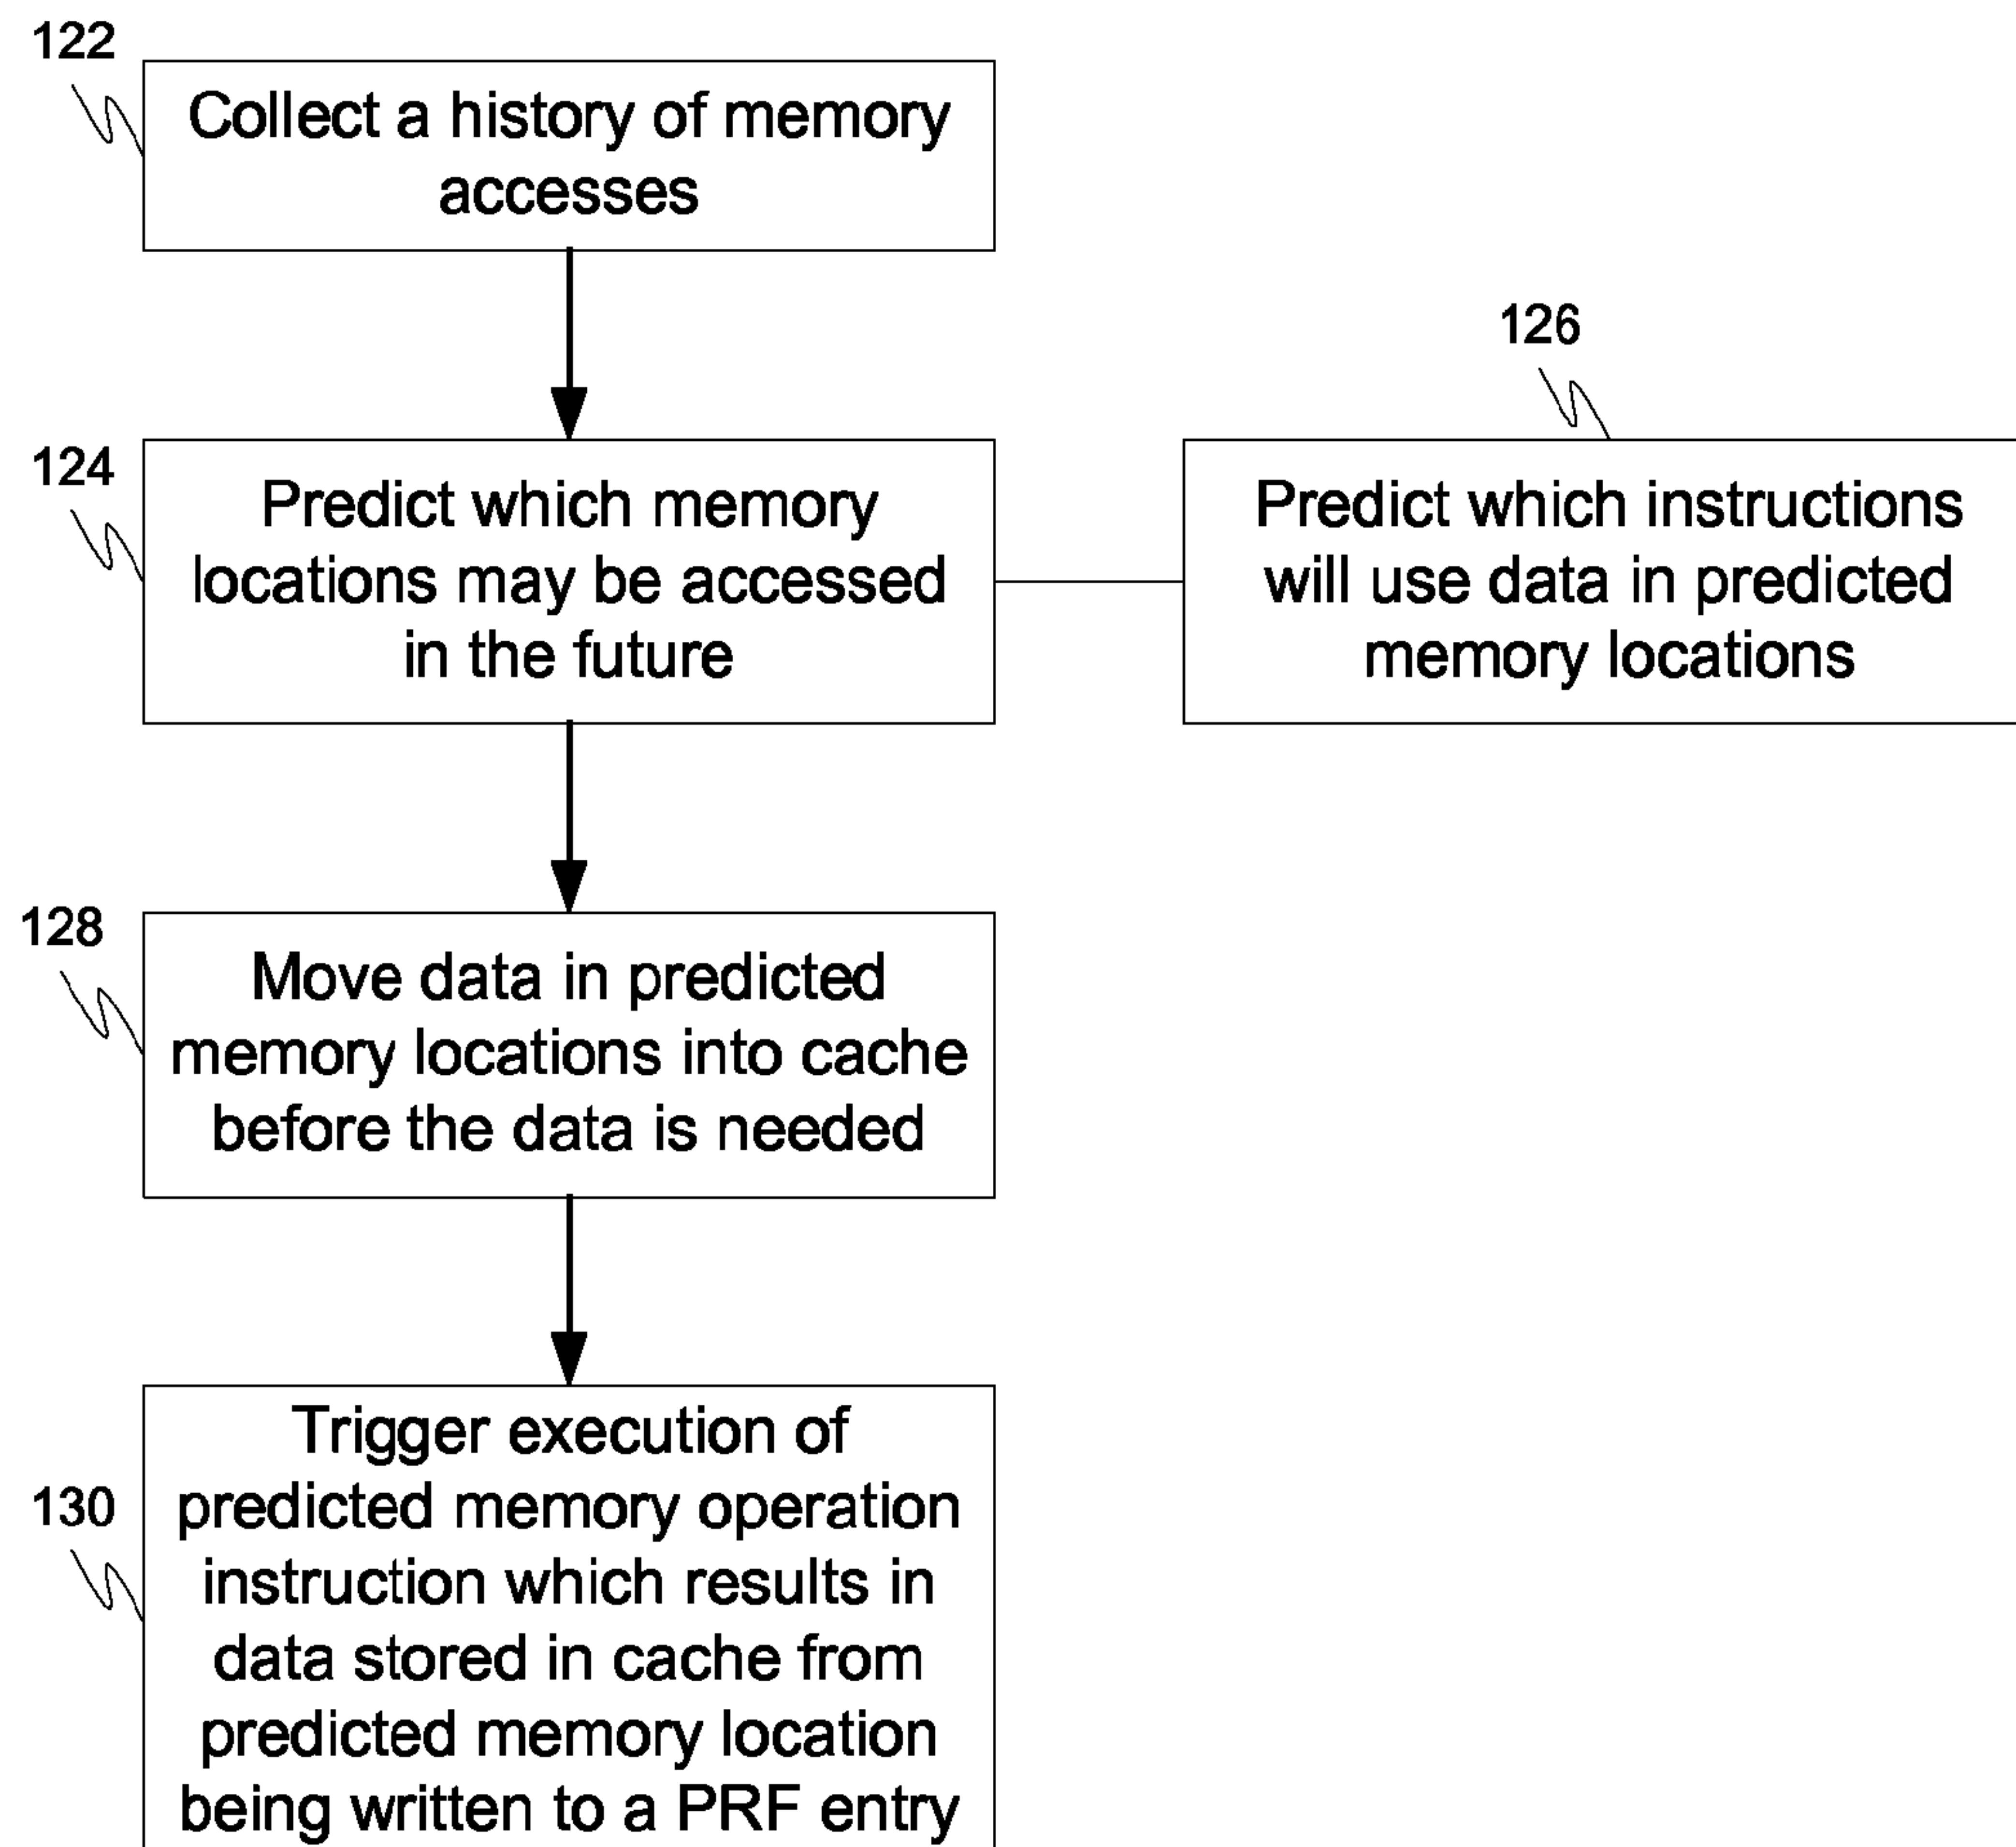 122
Collect a history of memory
accesses
126
124
Predict which memory
locations may be accessed
in the future
Predict which instructions
will use data in predicted
memory locations
128
Move data in predicted
memory locations into cache
before the data is needed
130
Trigger execution of
predicted memory operation
instruction which results in
data stored in cache from
predicted memory location
being written to a PRF entry